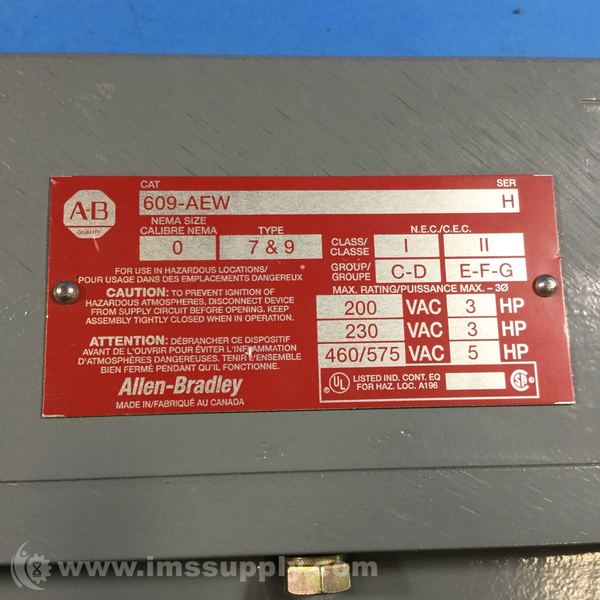 CAT SER
A-B QUALITY
609-AEW H
NEMA SIZE
CALIBRE NEMA TYPE
0 7 & 9
N.E.C./C.E.C.
CLASS/
CLASSE I II
GROUP/
GROUPE C-D E-F-G
FOR USE IN HAZARDOUS LOCATIONS/
POUR USAGE DANS DES EMPLACEMENTS DANGEREUX
CAUTION: TO PREVENT IGNITION OF
HAZARDOUS ATMOSPHERES, DISCONNECT DEVICE
FROM SUPPLY CIRCUIT BEFORE OPENING. KEEP
ASSEMBLY TIGHTLY CLOSED WHEN IN OPERATION.
ATTENTION: DÉBRANCHER CE DISPOSITIF
AVANT DE L'OUVRIR POUR ÉVITER L'INFLAMMATION
D'ATMOSPHÈRES DANGEREUSES. TENIR L'ENSEMBLE
BIEN FERMÉ PENDANT QU'IL FONCTIONNE.
Allen-Bradley
MADE IN/FABRIQUÉ AU CANADA
MAX. RATING/PUISSANCE MAX. – 3Ø
200 VAC 3 HP
230 VAC 3 HP
460/575 VAC 5 HP
UL LISTED IND. CONT. EQ
FOR HAZ. LOC. A196
© www.imssupply.com